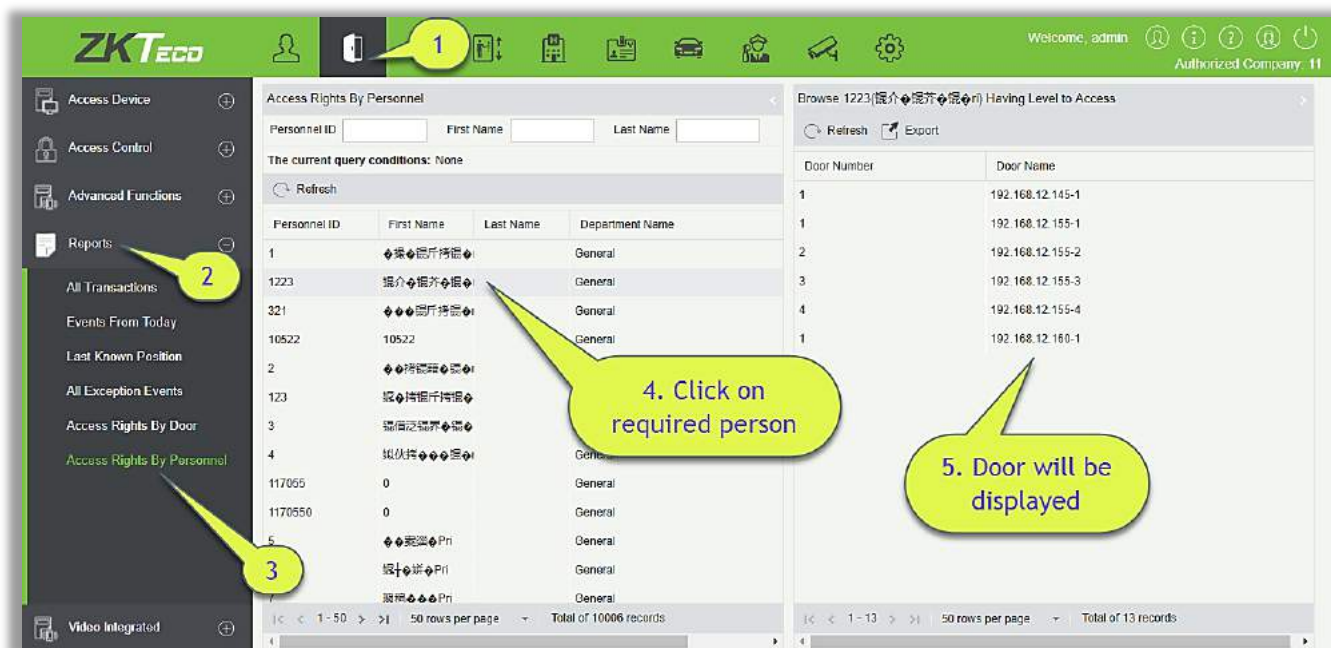 ZKTECO
1
Welcome, admin
Authorized Company: 11
Access Device
Access Control
Advanced Functions
Reports
2
All Transactions
Events From Today
Last Known Position
All Exception Events
Access Rights By Door
Access Rights By Personnel
3
Video Integrated
Access Rights By Personnel
Personnel ID First Name Last Name
The current query conditions: None
Refresh
Personnel ID First Name Last Name Department Name
1 General
1223 General
321 General
10522 10522 General
2
123
3
4 General
117055 0 General
1170550 0 General
5 Pri General
Pri General
7 Pri General
1 - 50 50 rows per page Total of 10006 records
4. Click on
required person
Browse 1223( ri) Having Level to Access
Refresh Export
Door Number Door Name
1 192.168.12.145-1
1 192.168.12.155-1
2 192.168.12.155-2
3 192.168.12.155-3
4 192.168.12.155-4
1 192.168.12.160-1
5. Door will be
displayed
1 - 13 50 rows per page Total of 13 records